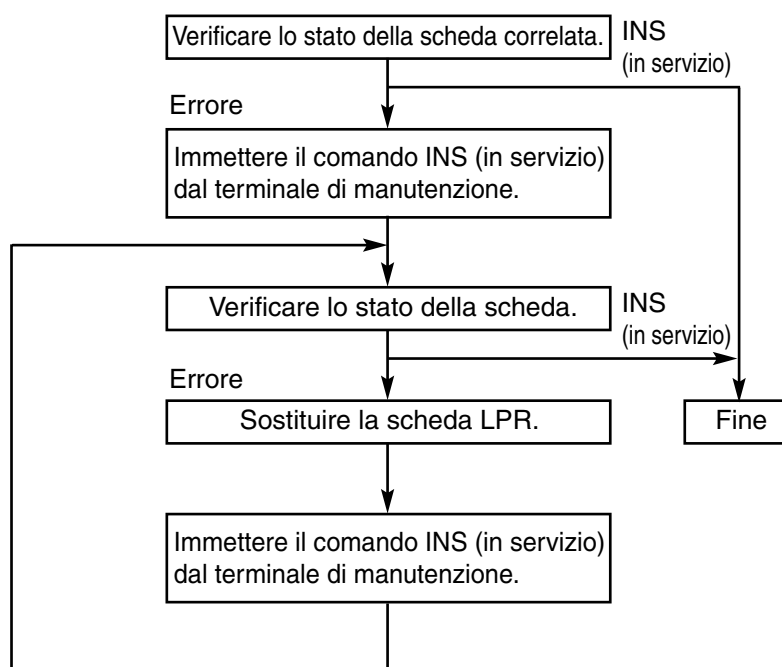 Verificare lo stato della scheda correlata.
INS
(in servizio)
Errore
Immettere il comando INS (in servizio)
dal terminale di manutenzione.
Verificare lo stato della scheda.
INS
(in servizio)
Errore
Sostituire la scheda LPR.
Fine
Immettere il comando INS (in servizio)
dal terminale di manutenzione.